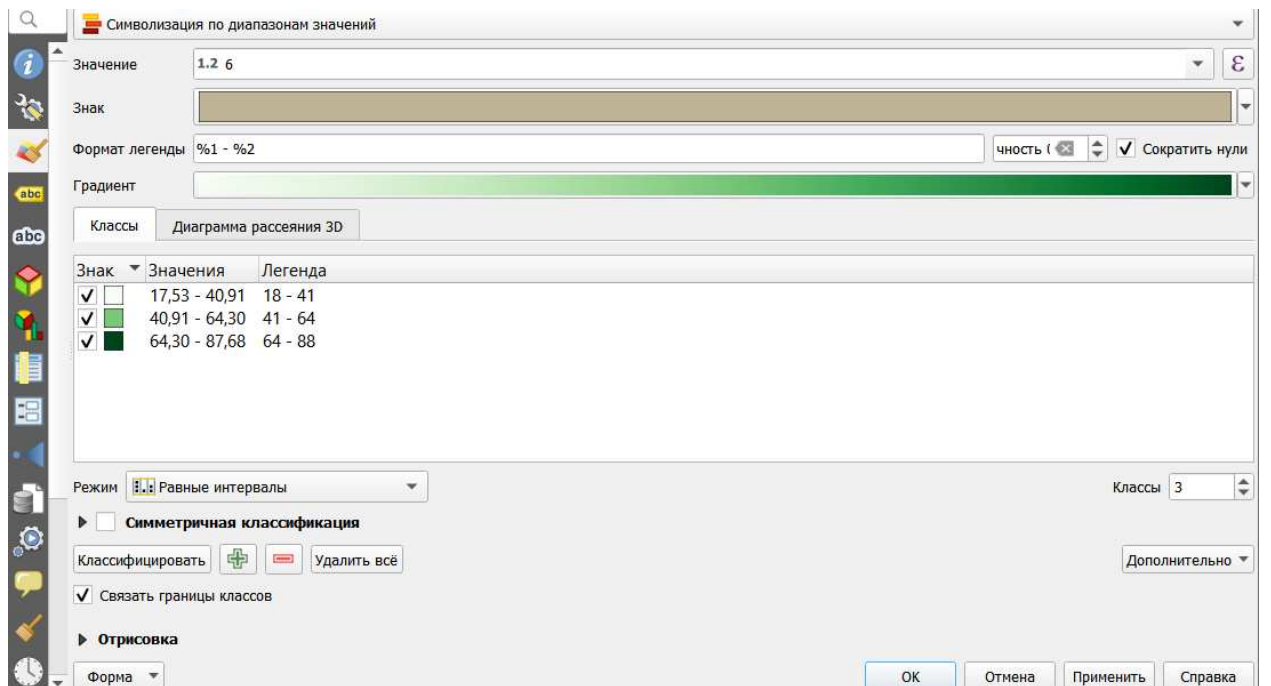 Символизация по диапазонам значений
Значение 1.2 6 ε
Знак
Формат легенды %1 - %2 чность ( Сократить нули
Градиент
Классы Диаграмма рассеяния 3D
Знак Значения Легенда
17,53 - 40,91 18 - 41
40,91 - 64,30 41 - 64
64,30 - 87,68 64 - 88
Режим Равные интервалы Классы 3
Симметричная классификация
Классифицировать Удалить всё Дополнительно
Связать границы классов
Отрисовка
Форма OK Отмена Применить Справка
abc
abc